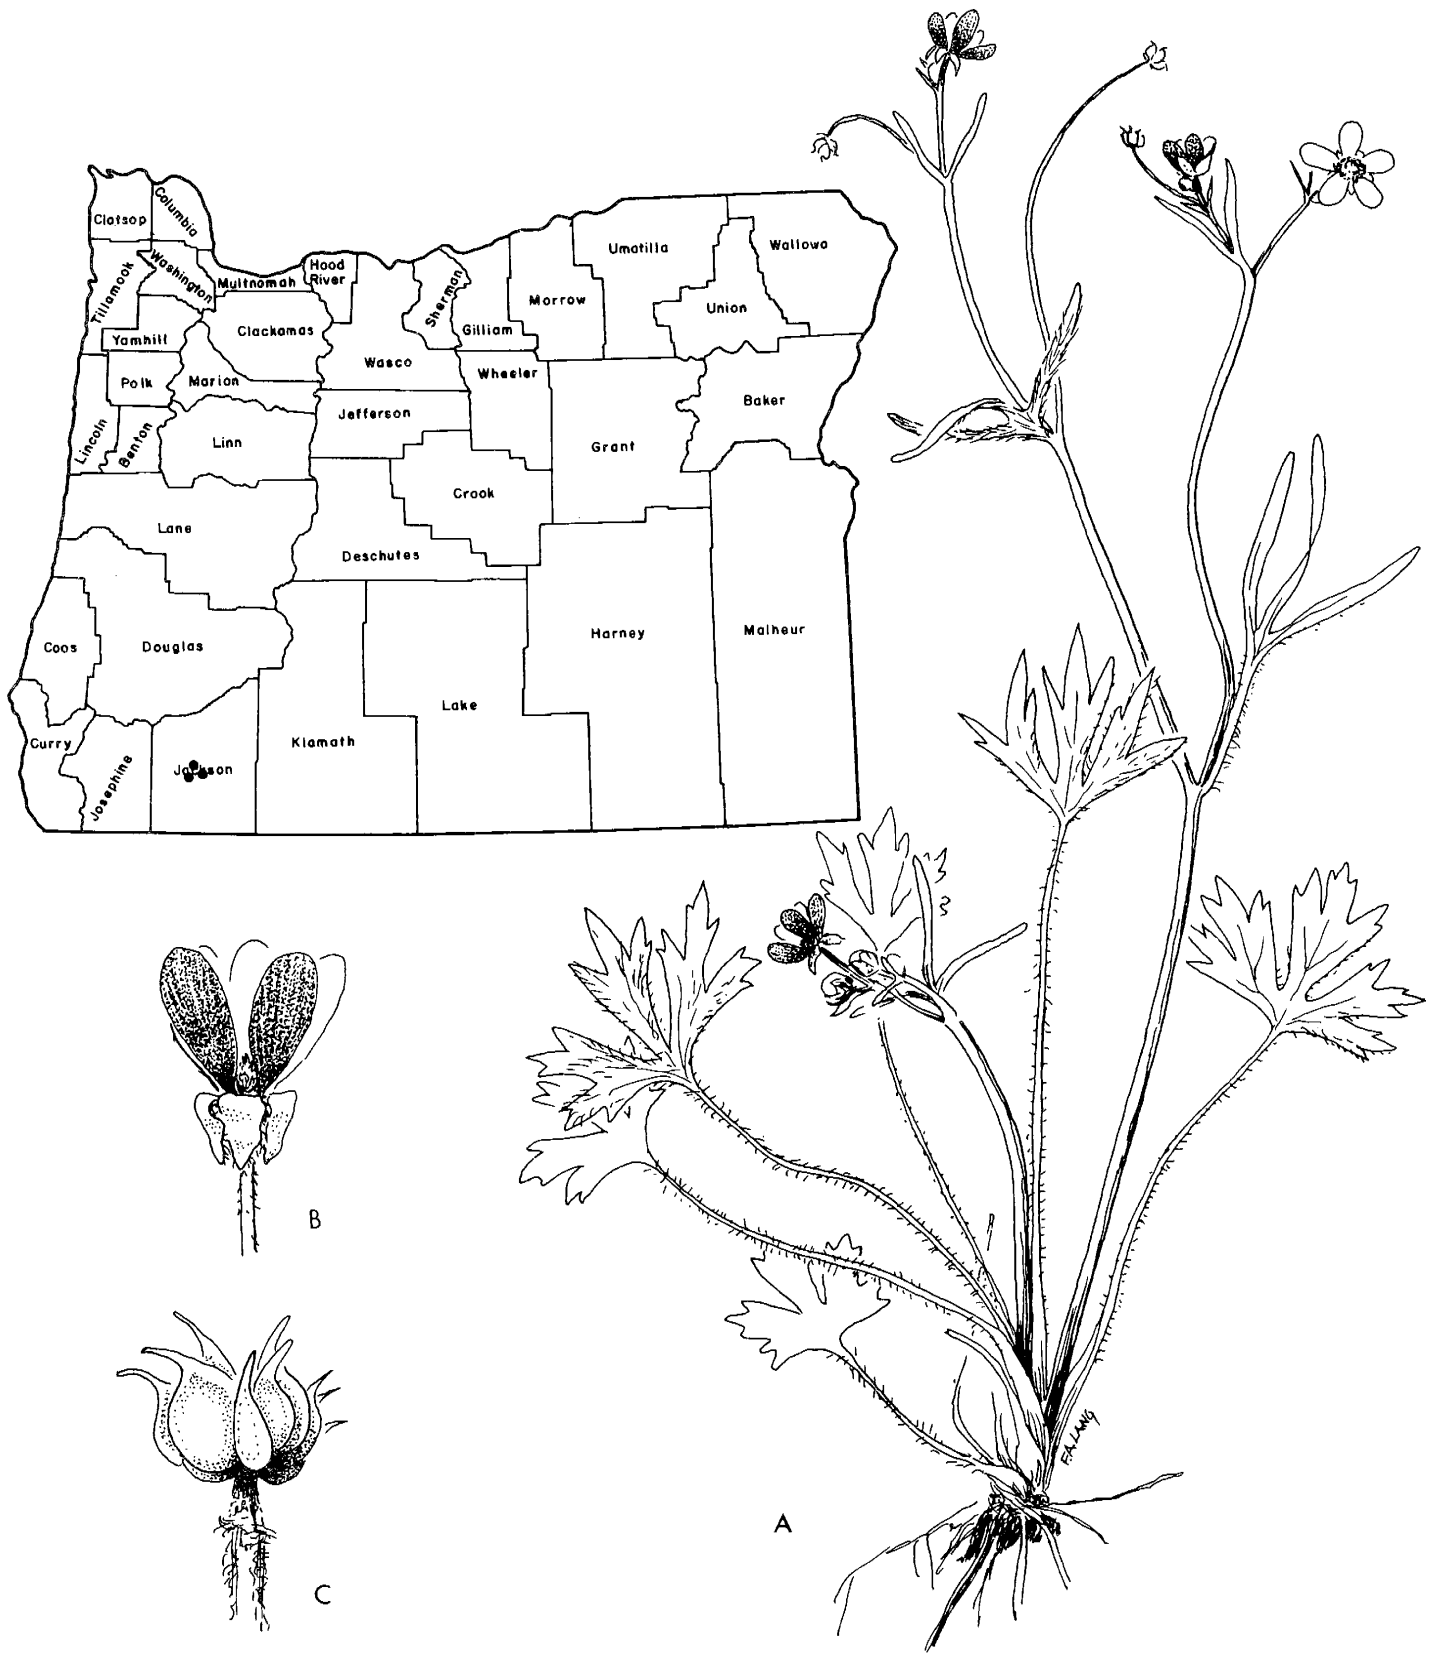 Clatsop
Columbia
Tillamook
Washington
Multnomah
Hood
River
Sherman
Gilliam
Morrow
Umatilla
Union
Wallowa
Yamhill
Clackamas
Wasco
Wheeler
Polk
Marion
Jefferson
Grant
Baker
Lincoln
Benton
Linn
Crook
Lane
Deschutes
Coos
Douglas
Harney
Malheur
Curry
Josephine
Jackson
Klamath
Lake
B
C
A
F.A. LANG